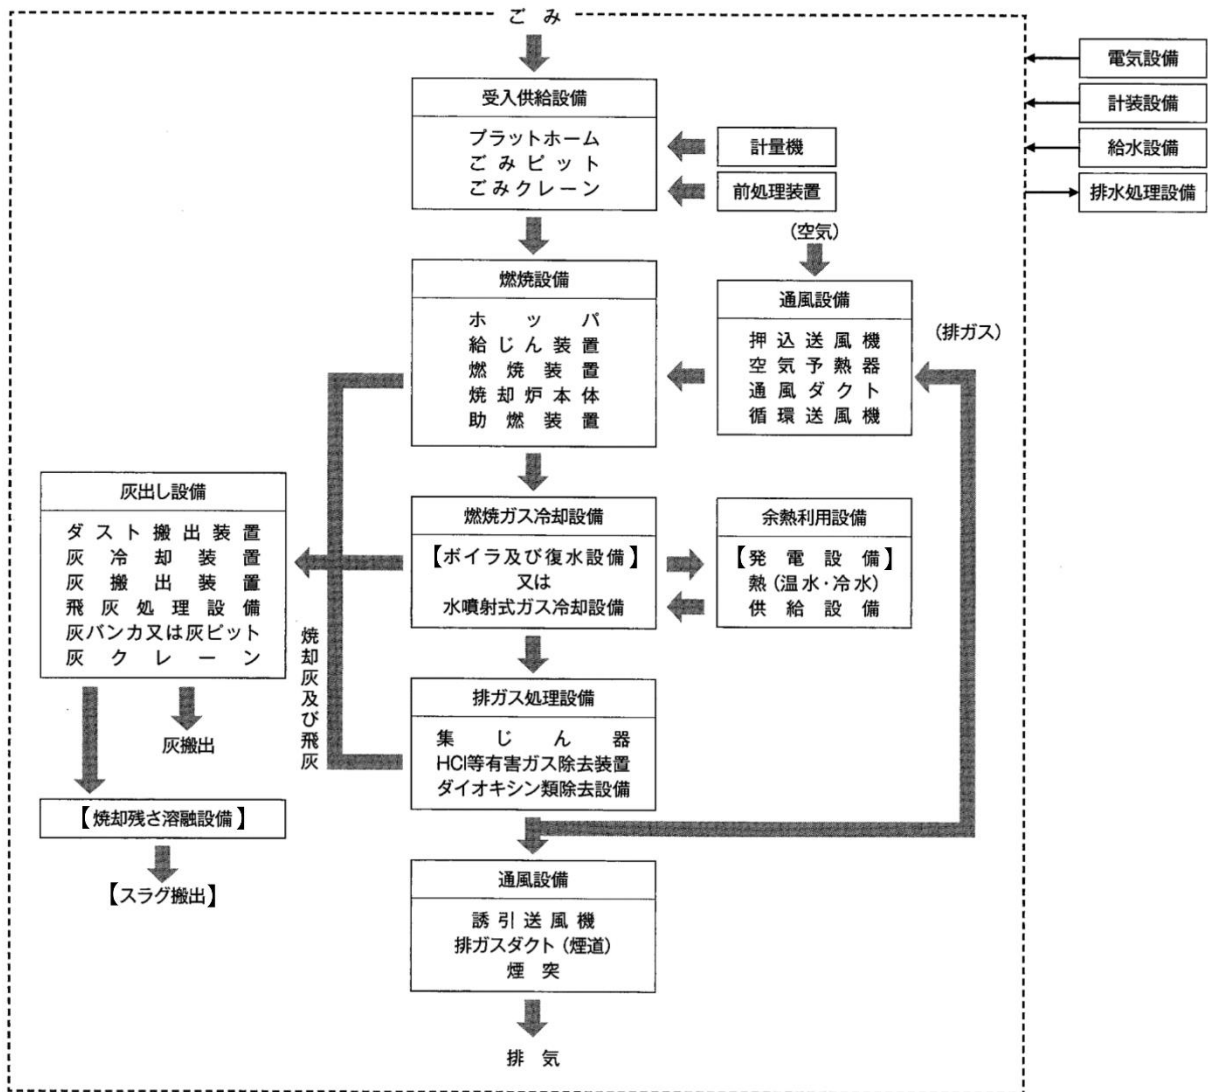 ごみ
電気設備
計装設備
給水設備
排水処理設備
受入供給設備
プラットホーム
ごみピット
ごみクレーン
計量機
前処理装置
(空気)
燃焼設備
ホッパ
給じん装置
燃焼装置
焼却炉本体
助燃装置
通風設備
押込送風機
空気予熱器
通風ダクト
循環送風機
(排ガス)
灰出し設備
ダスト搬出装置
灰冷却装置
灰搬出装置
飛灰処理設備
灰バンカ又は灰ピット
灰クレーン
燃焼ガス冷却設備
【ボイラ及び復水設備】
又は
水噴射式ガス冷却設備
余熱利用設備
【発電設備】
熱(温水・冷水)
供給設備
焼却灰及び飛灰
灰搬出
排ガス処理設備
集じん器
HCl等有害ガス除去装置
ダイオキシン類除去設備
【焼却残さ溶融設備】
【スラグ搬出】
通風設備
誘引送風機
排ガスダクト(煙道)
煙突
排気